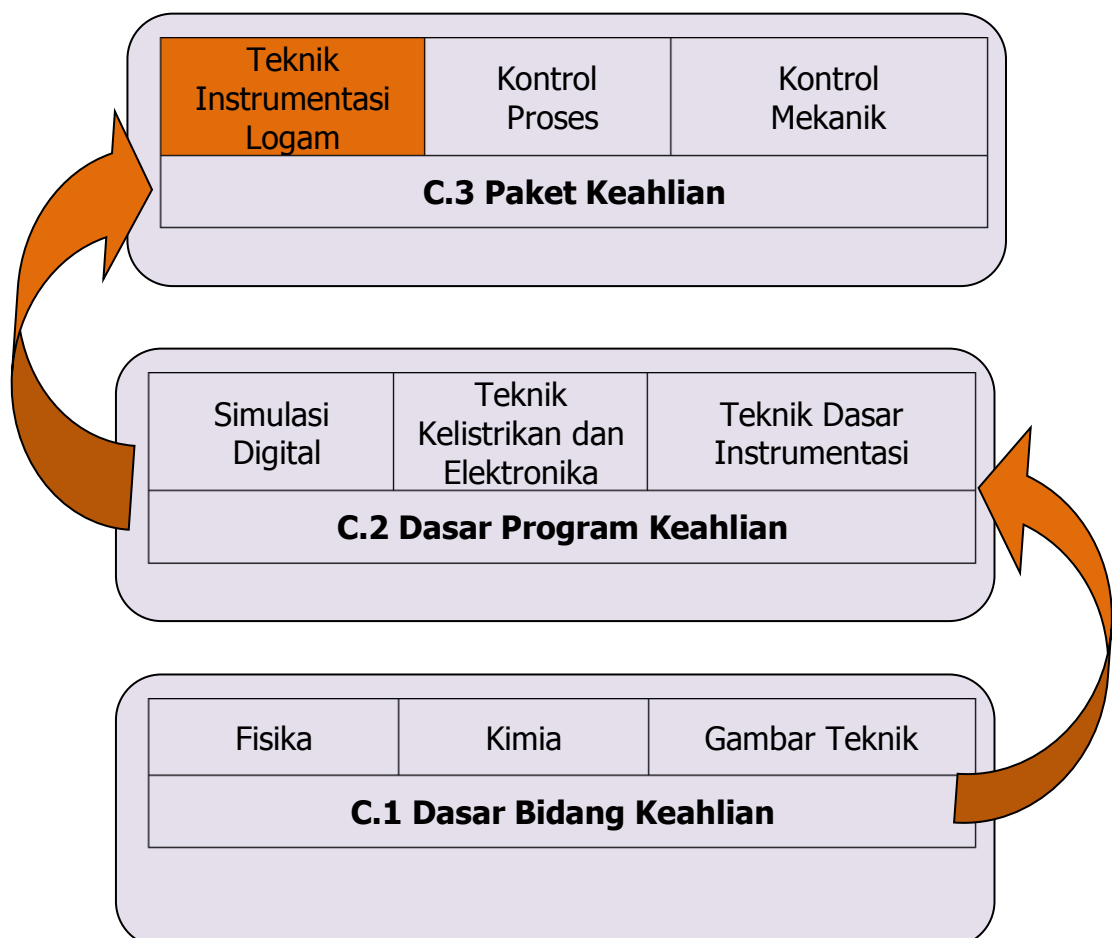 Teknik
Instrumentasi
Logam
Kontrol
Proses
Kontrol
Mekanik
C.3 Paket Keahlian
Simulasi
Digital
Teknik
Kelistrikan dan
Elektronika
Teknik Dasar
Instrumentasi
C.2 Dasar Program Keahlian
Fisika
Kimia
Gambar Teknik
C.1 Dasar Bidang Keahlian